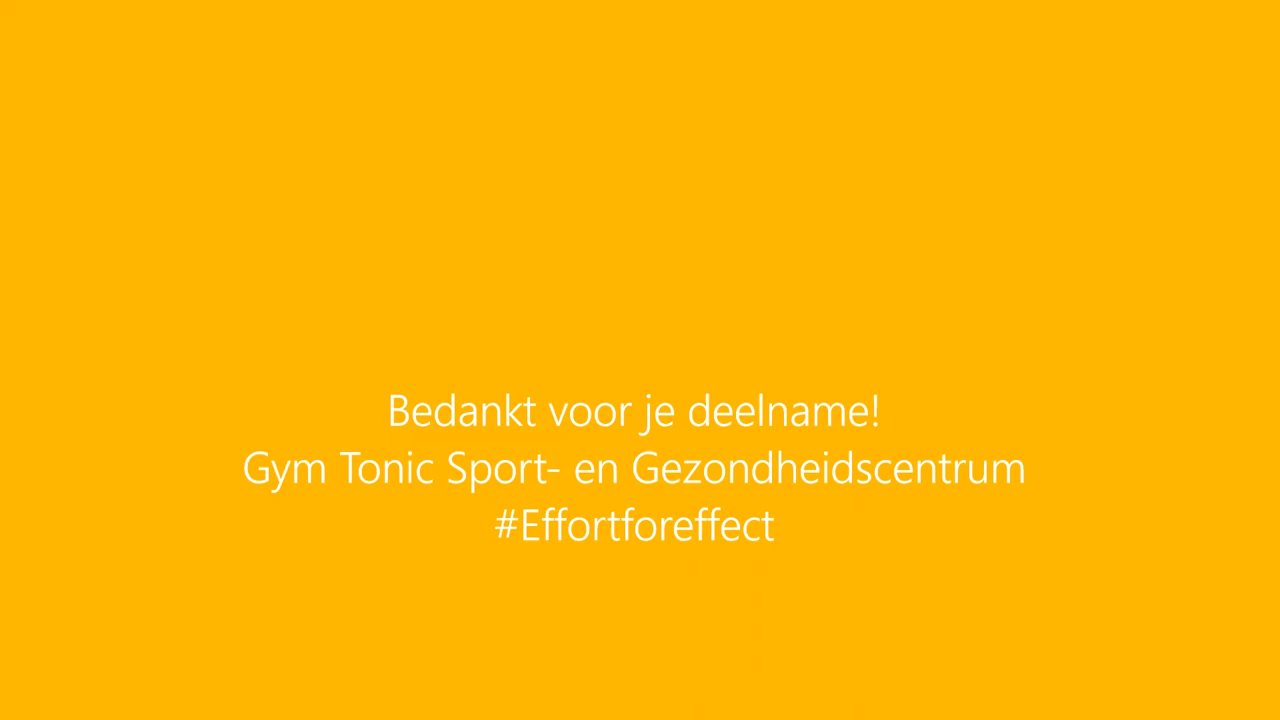 Bedankt voor je deelname!
Gym Tonic Sport- en Gezondheidscentrum
#Effortforeffect